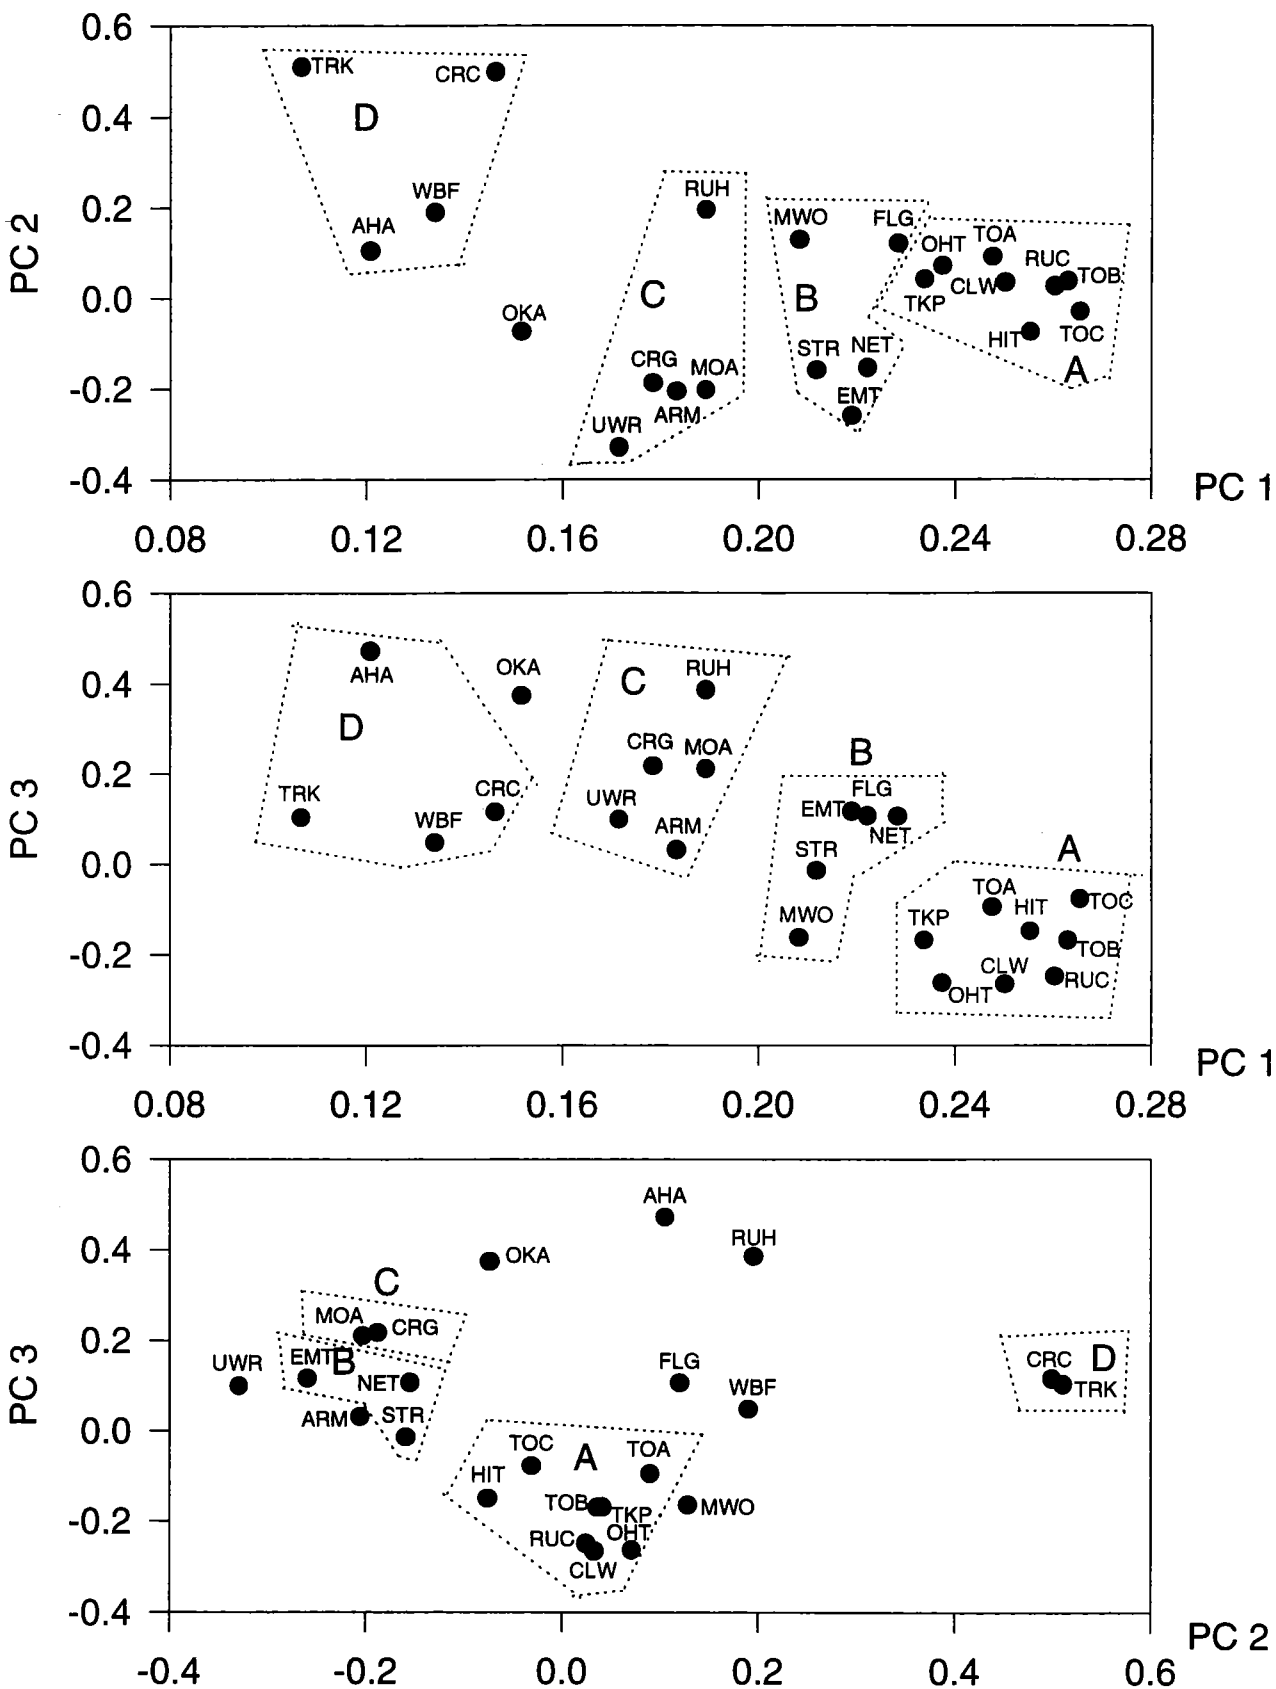 0.6
TRK
CRC
0.4
D
WBF
RUH
0.2
MWO
FLG
AHA
OHT
TOA
PC 2
RUC
TOB
C
B
CLW
0.0
TKP
OKA
HIT
TOC
STR
NET
CRG
MOA
A
-0.2
EMT
ARM
UWR
-0.4
PC 1
0.08
0.12
0.16
0.20
0.24
0.28
0.6
AHA
OKA
RUH
C
0.4
D
CRG
MOA
B
0.2
TRK
CRC
UWR
FLG
EMT
PC 3
WBF
ARM
NET
STR
A
0.0
TOA
HIT
TOC
MWO
TKP
TOB
-0.2
CLW
OHT
RUC
-0.4
PC 1
0.08
0.12
0.16
0.20
0.24
0.28
0.6
AHA
RUH
0.4
OKA
C
MOA
CRG
0.2
UWR
EMT
B
FLG
CRC
D
PC 3
NET
WBF
TRK
ARM
STR
0.0
TOC
A
TOA
HIT
TOB
TKP
MWO
-0.2
RUC
OHT
CLW
-0.4
PC 2
-0.4
-0.2
0.0
0.2
0.4
0.6